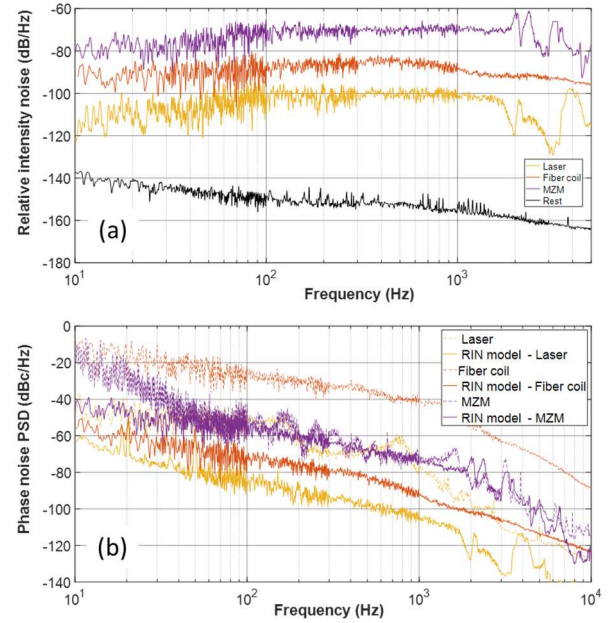 -60
-80
-100
-120
-140
-160
-180
Relative intensity noise (dB/Hz)
Laser
Fiber coil
MZM
Rest
(a)
10^1
10^2
10^3
Frequency (Hz)
0
-20
-40
-60
-80
-100
-120
-140
Phase noise PSD (dBc/Hz)
Laser
RIN model - Laser
Fiber coil
RIN model - Fiber coil
MZM
RIN model - MZM
(b)
10^1
10^2
10^3
10^4
Frequency (Hz)